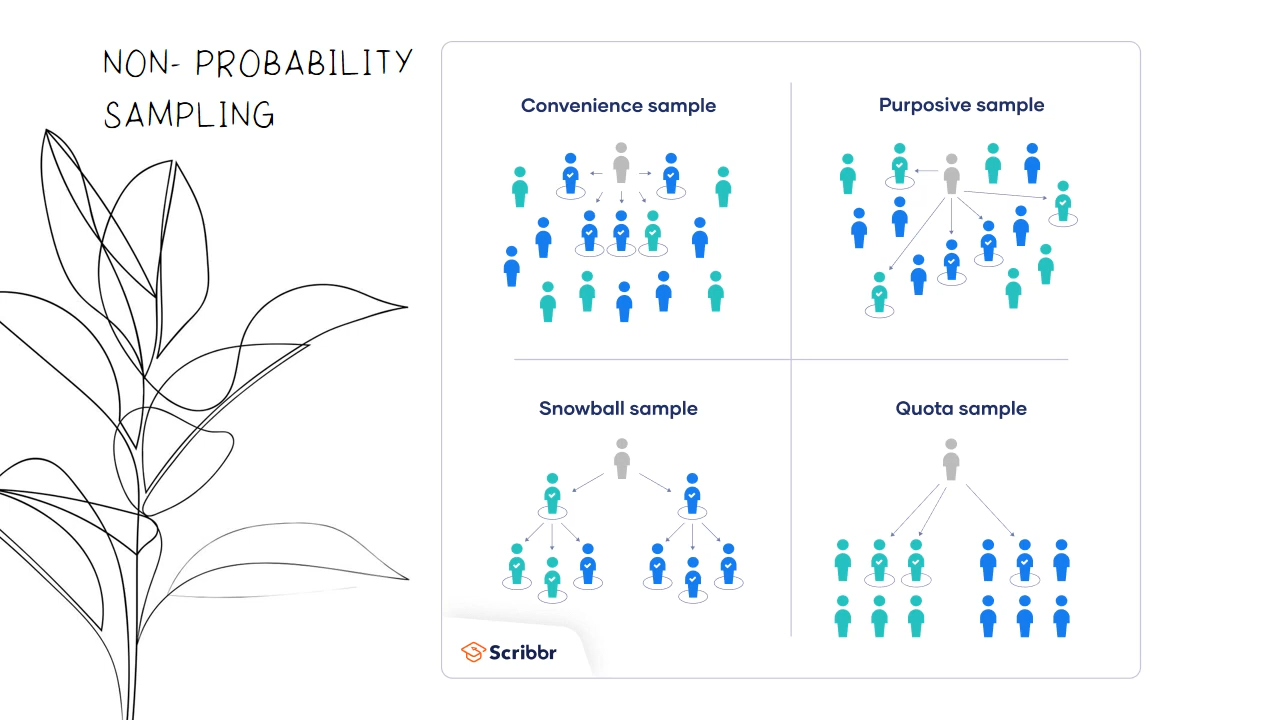 NON- PROBABILITY
SAMPLING
Convenience sample
Purposive sample
Snowball sample
Quota sample
Scribbr